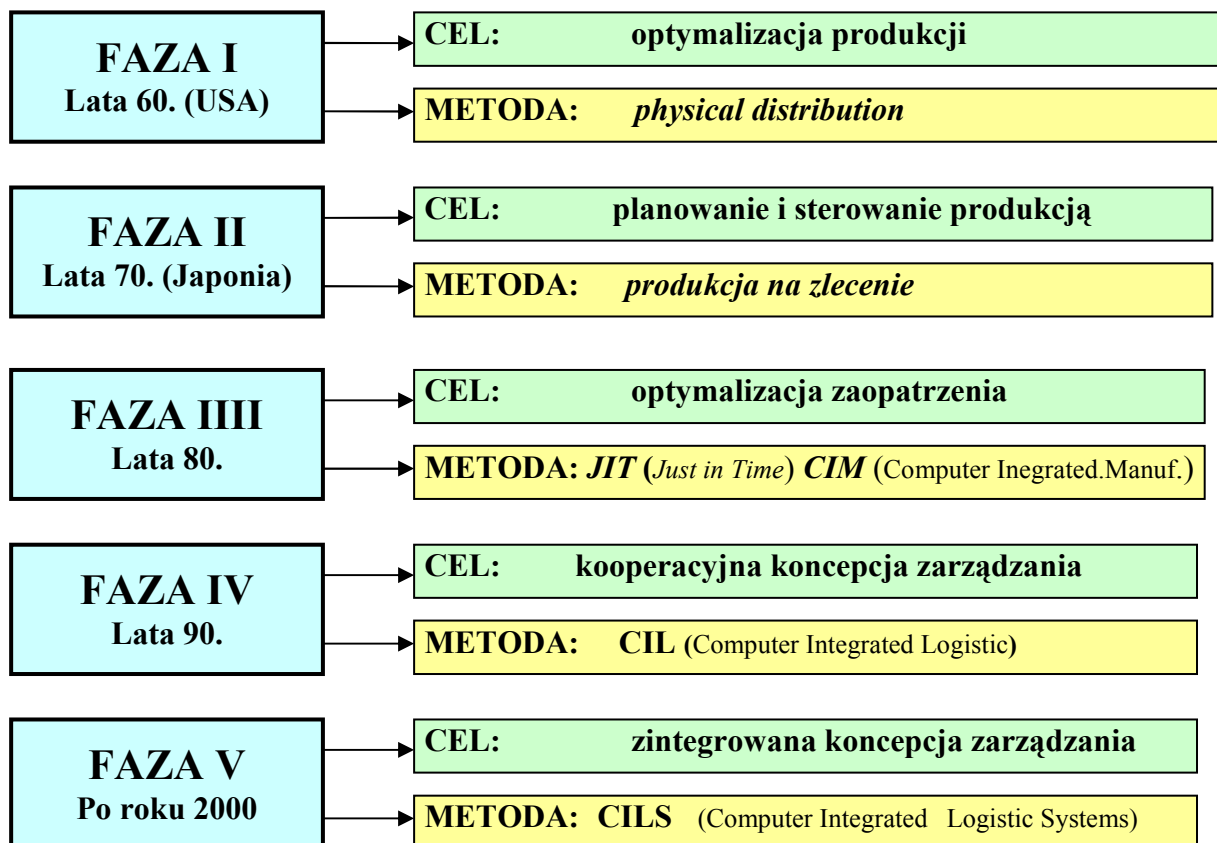 FAZA I
Lata 60. (USA)
CEL: optymalizacja produkcji
METODA: physical distribution
FAZA II
Lata 70. (Japonia)
CEL: planowanie i sterowanie produkcją
METODA: produkcja na zlecenie
FAZA IIII
Lata 80.
CEL: optymalizacja zaopatrzenia
METODA: JIT (Just in Time) CIM (Computer Inegrated.Manuf.)
FAZA IV
Lata 90.
CEL: kooperacyjna koncepcja zarządzania
METODA: CIL (Computer Integrated Logistic)
FAZA V
Po roku 2000
CEL: zintegrowana koncepcja zarządzania
METODA: CILS (Computer Integrated Logistic Systems)